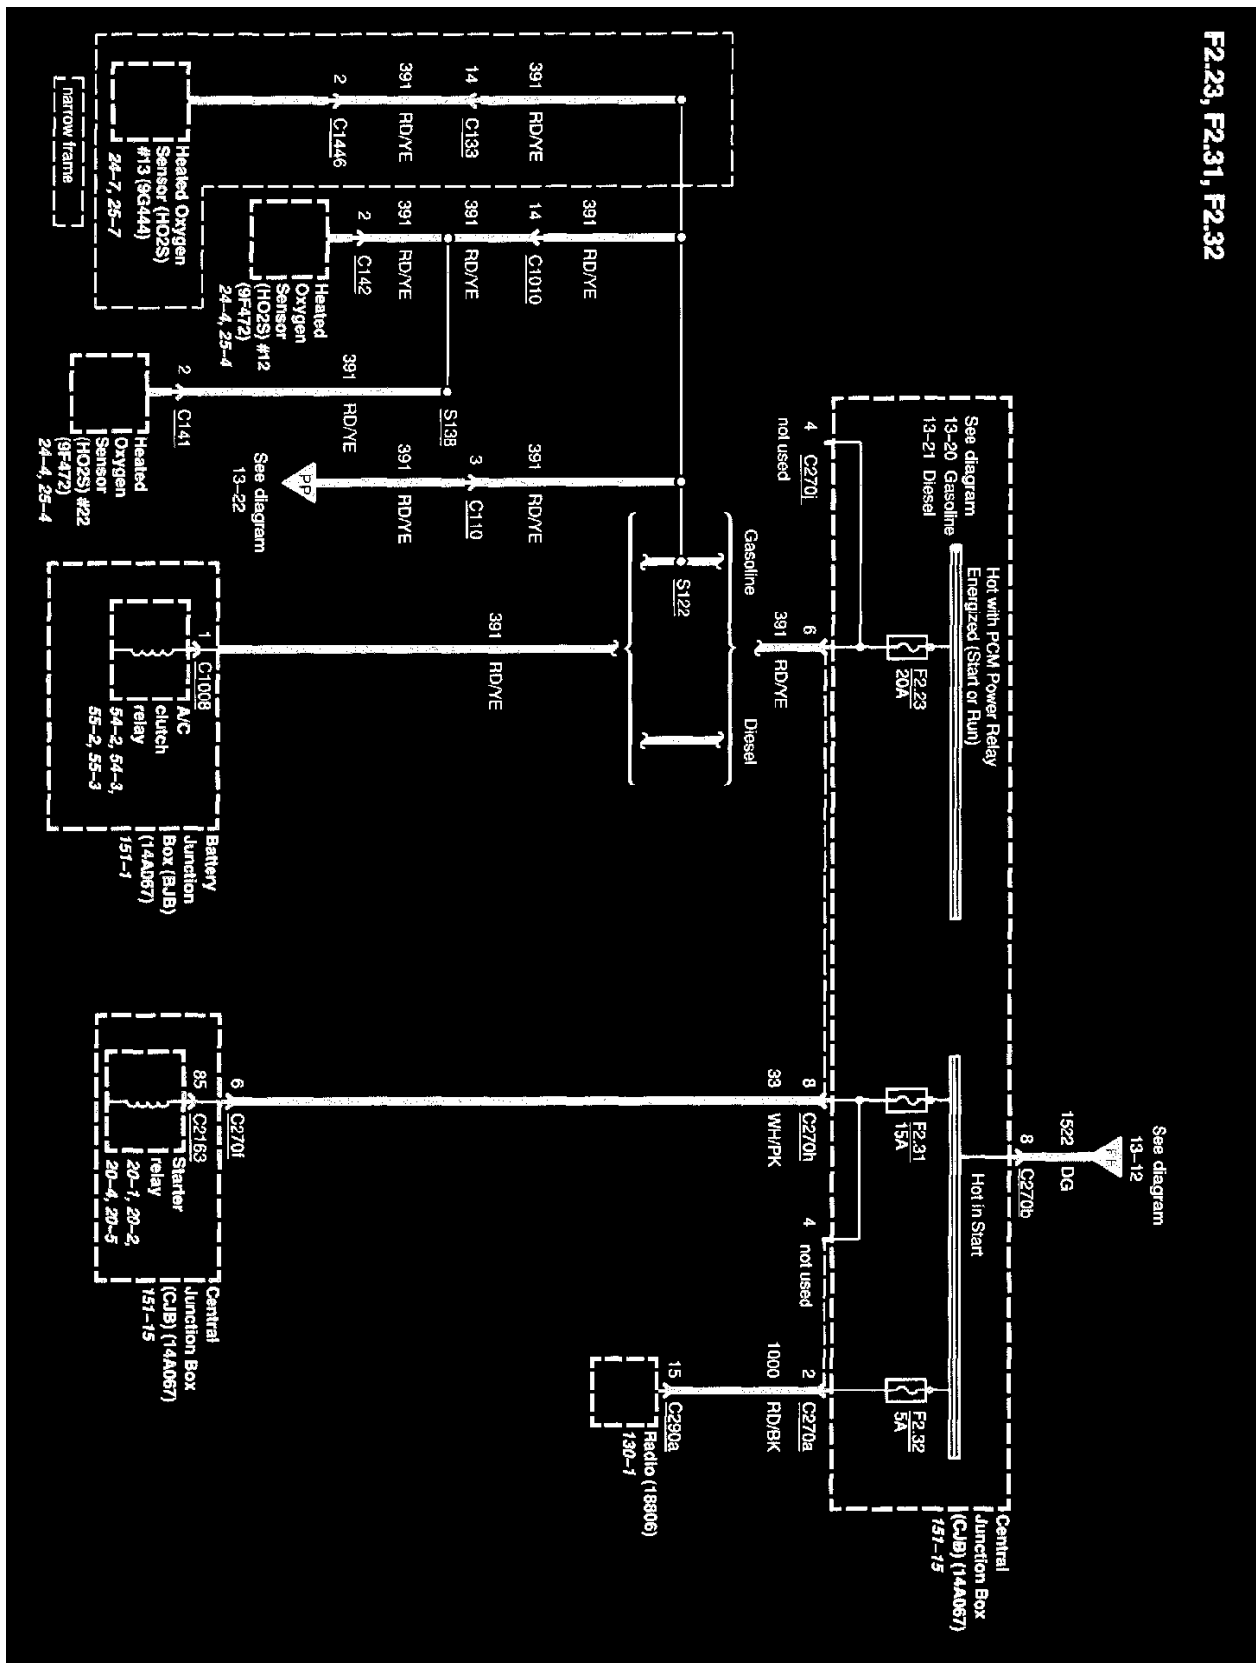 F2.23, F2.31, F2.32
See diagram
13-12
FF
1522 DG
8 C270b
Central
Junction Box
(CJB) (14A067)
151-15
Hot with PCM Power Relay
Energized (Start or Run)
See diagram
13-20 Gasoline
13-21 Diesel
Hot in Start
F2.23
20A
F2.31
15A
F2.32
5A
4 C270j
not used
6
391 RD/YE
8 C270h
33 WH/PK
4 not used
2 C270a
1000 RD/BK
Gasoline
Diesel
S122
15 C290a
Radio (18806)
130-1
391 RD/YE
14 C133
391 RD/YE
2 C1446
Heated Oxygen
Sensor (HO2S)
#13 (9G444)
24-7, 25-7
narrow frame
391 RD/YE
14 C1010
391 RD/YE
391 RD/YE
2 C142
Heated
Oxygen
Sensor
(HO2S) #12
(9F472)
24-4, 25-4
S138
391 RD/YE
2 C141
Heated
Oxygen
Sensor
(HO2S) #22
(9F472)
24-4, 25-4
391 RD/YE
3 C110
391 RD/YE
PP
See diagram
13-22
391 RD/YE
1 C1008
A/C
clutch
relay
54-2, 54-3,
55-2, 55-3
Battery
Junction
Box (BJB)
(14A067)
151-1
6 C270f
85 C2163
Starter
relay
20-1, 20-2,
20-4, 20-5
Central
Junction Box
(CJB) (14A067)
151-15